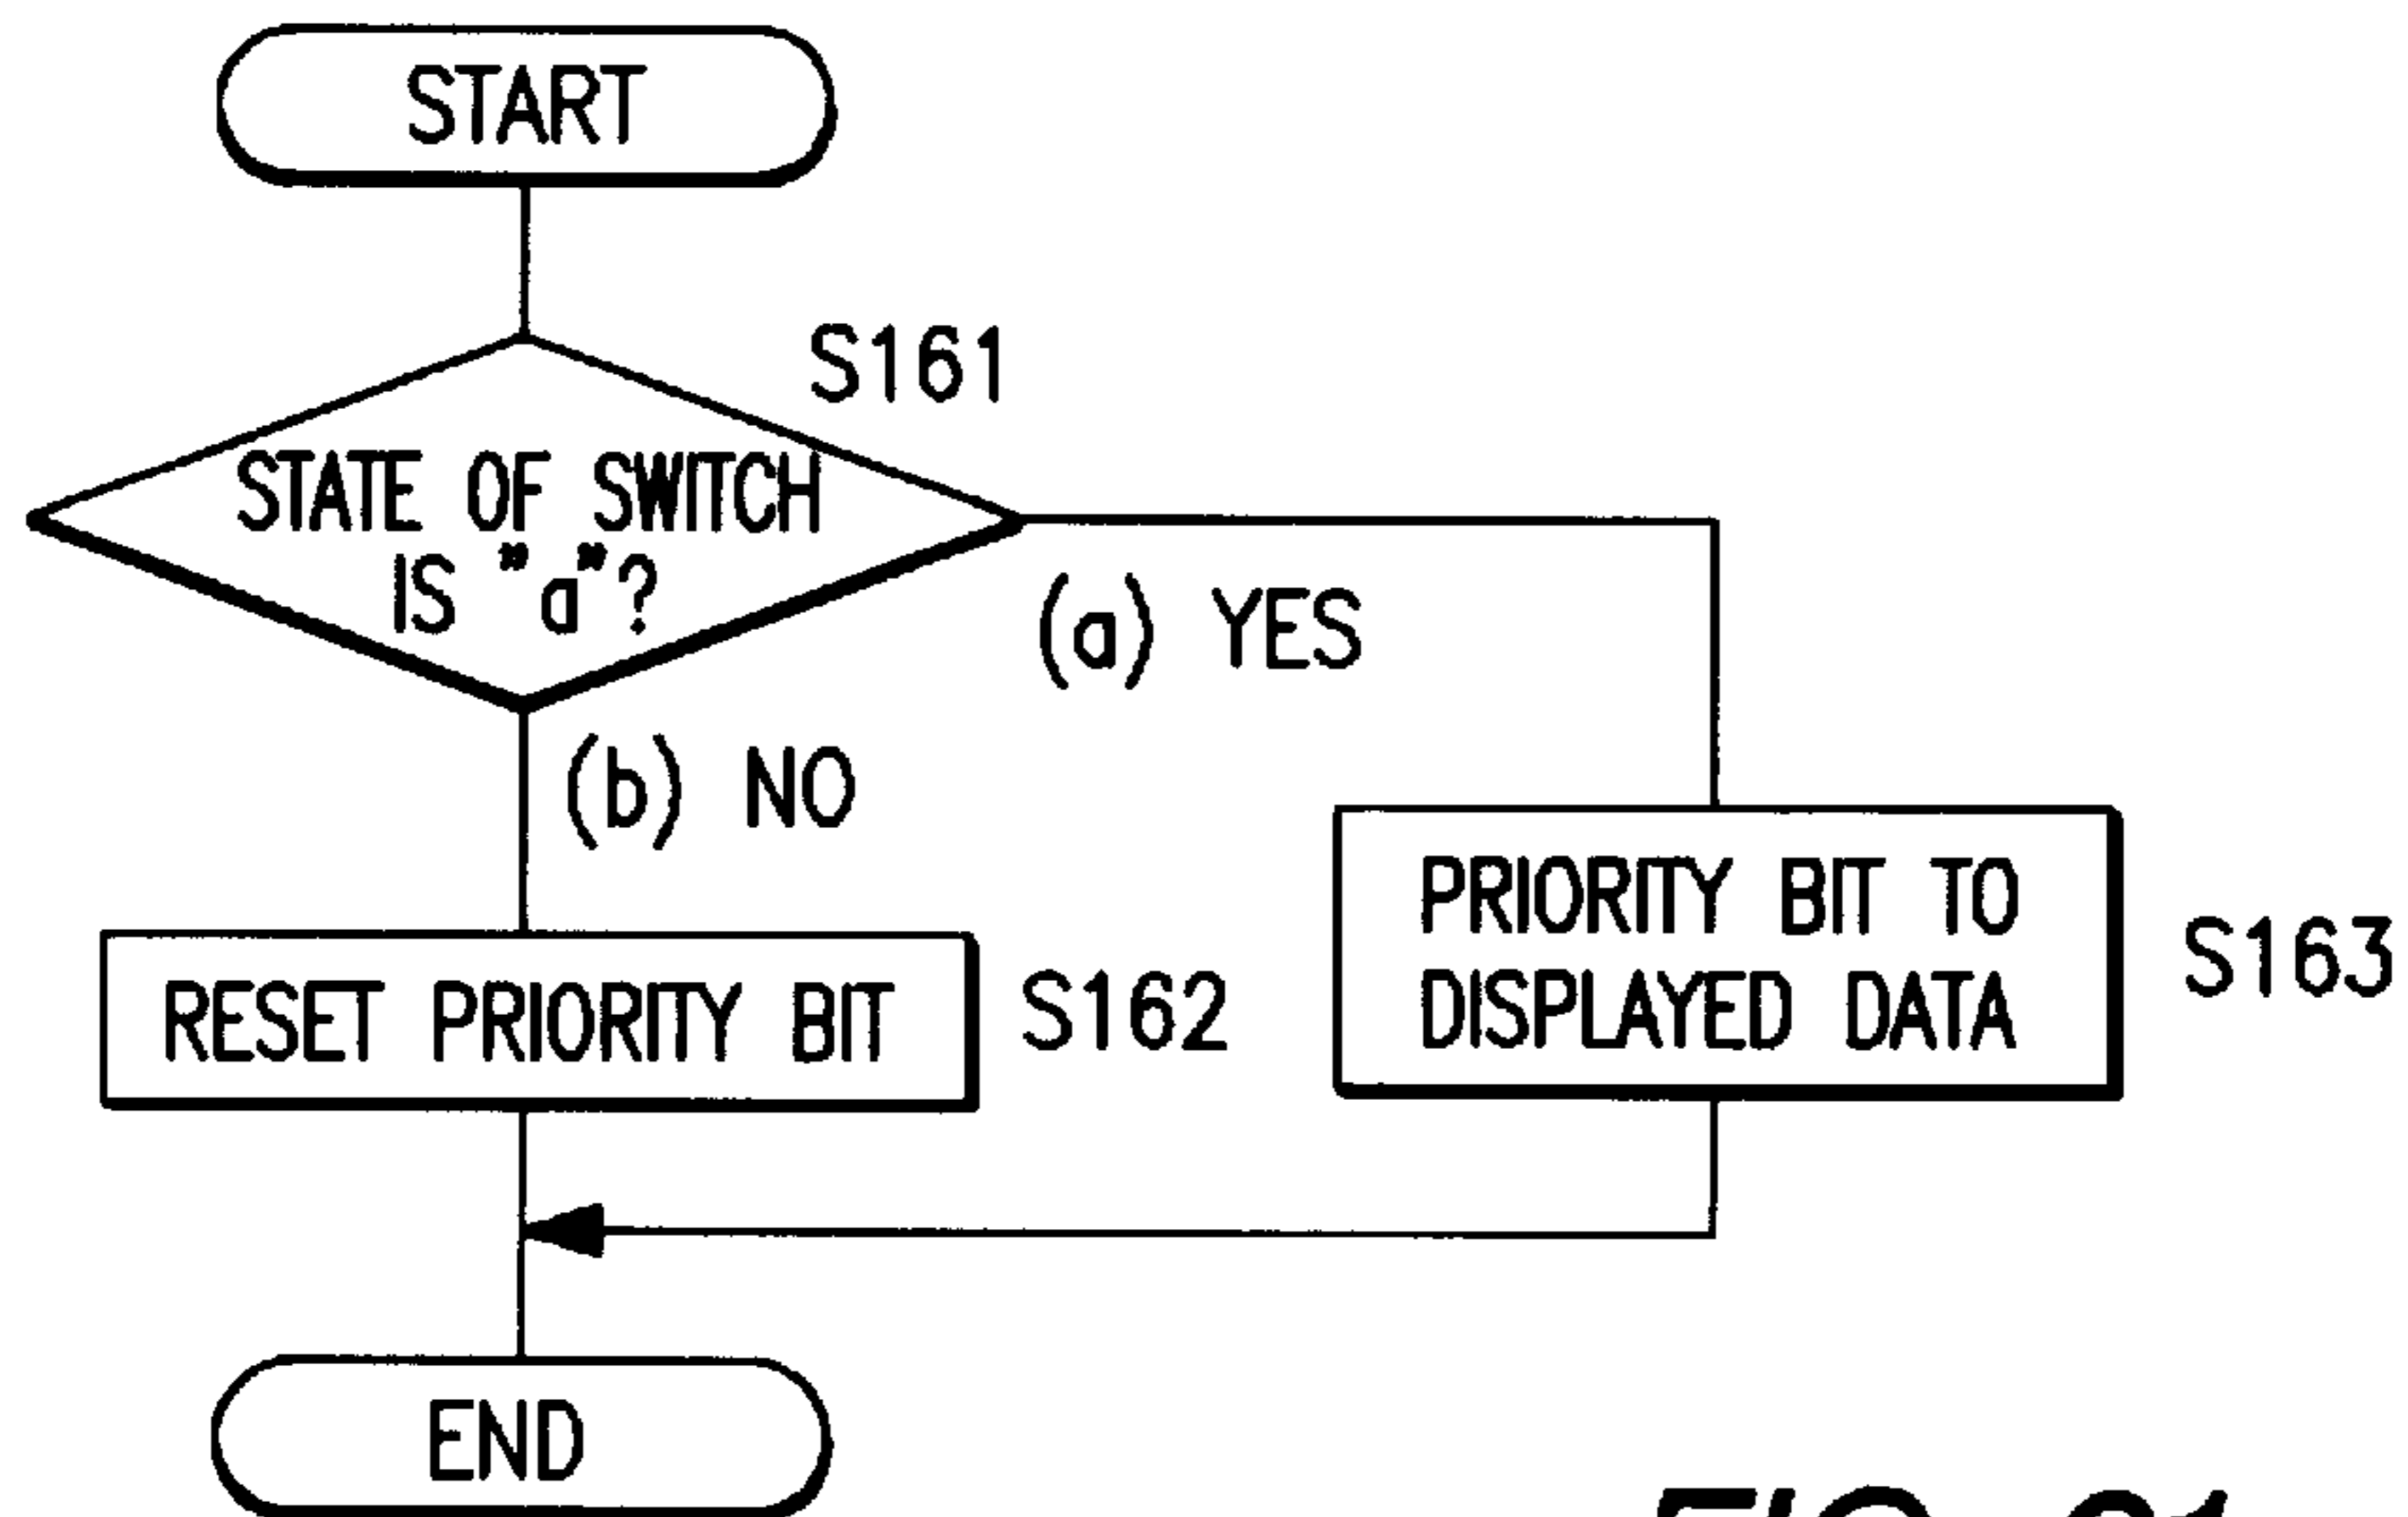 START
S161
STATE OF SWITCH
IS "a"?
(a) YES
(b) NO
PRIORITY BIT TO
DISPLAYED DATA
S163
RESET PRIORITY BIT
S162
END